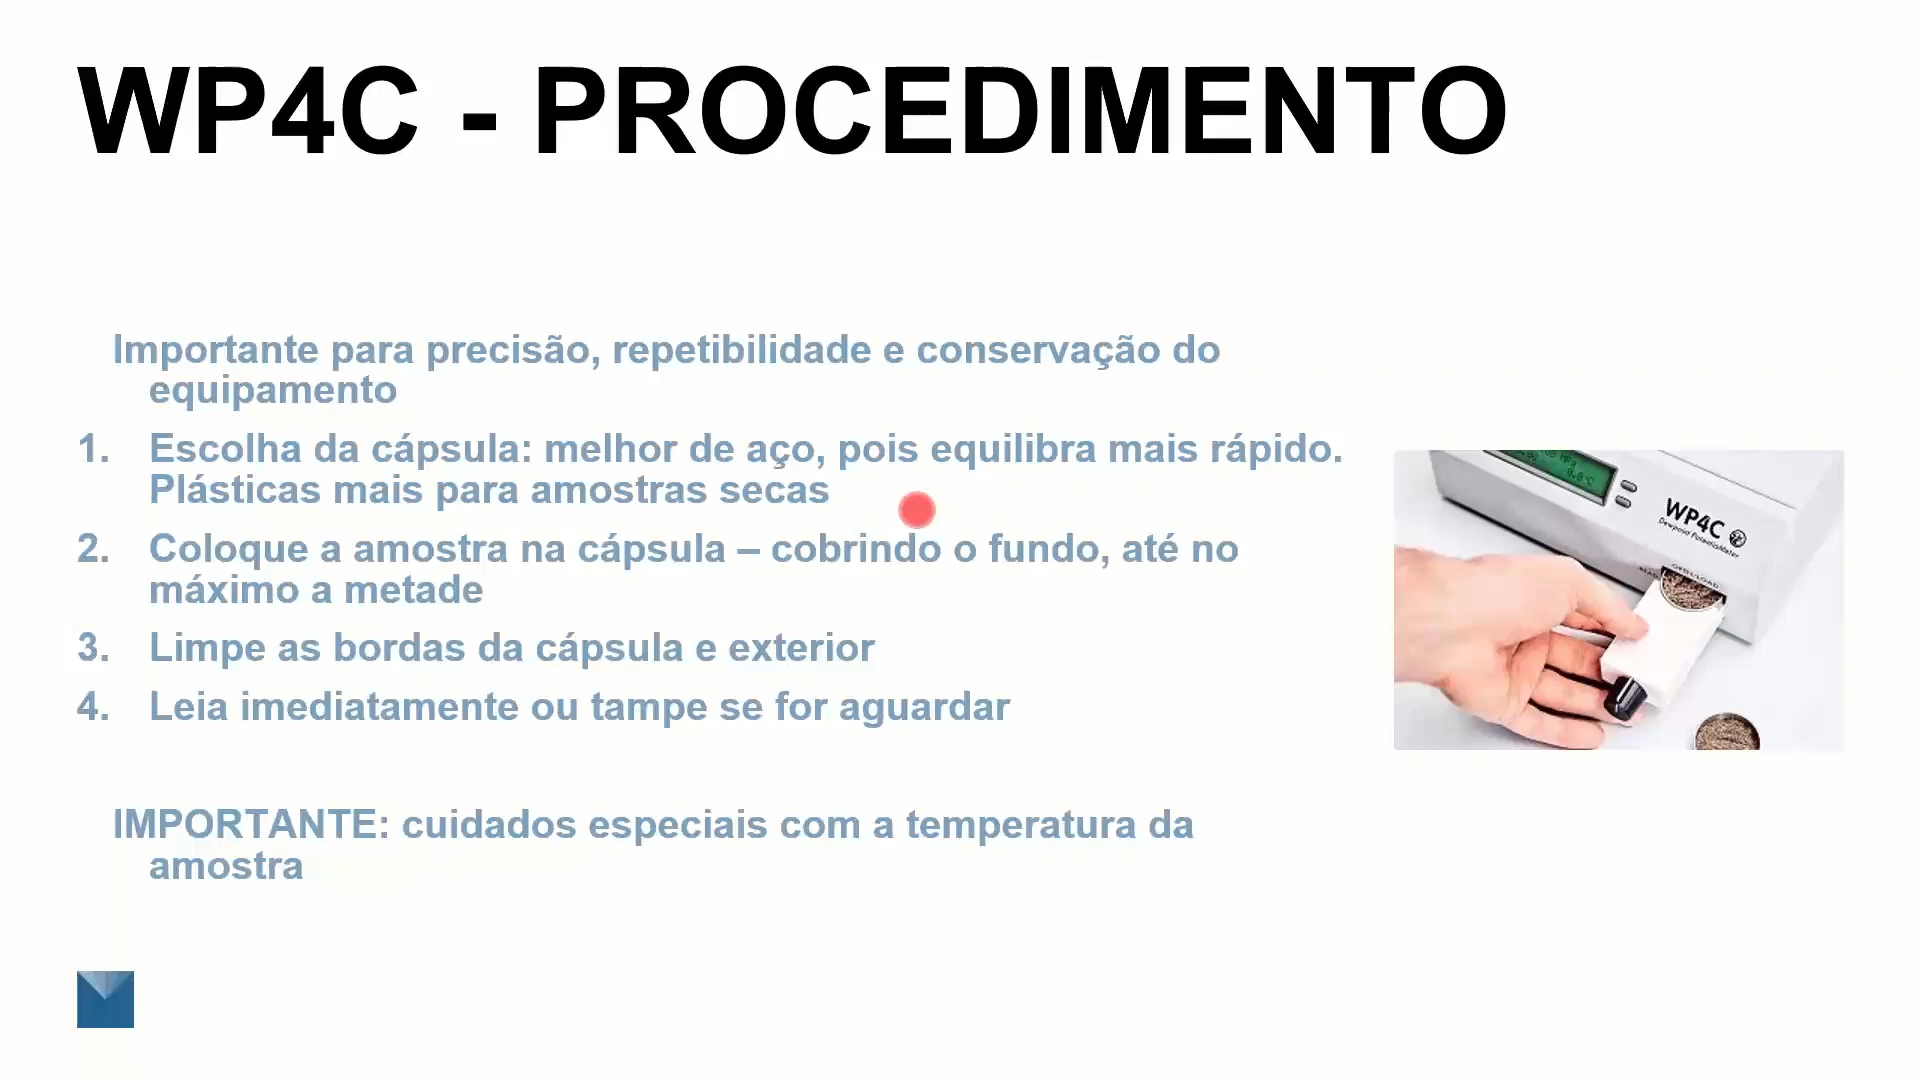 WP4C - PROCEDIMENTO
Importante para precisão, repetibilidade e conservação do
equipamento
1. Escolha da cápsula: melhor de aço, pois equilibra mais rápido.
Plásticas mais para amostras secas
2. Coloque a amostra na cápsula – cobrindo o fundo, até no
máximo a metade
3. Limpe as bordas da cápsula e exterior
4. Leia imediatamente ou tampe se for aguardar
IMPORTANTE: cuidados especiais com a temperatura da
amostra
WP4C
Dewpoint PotentiaMeter